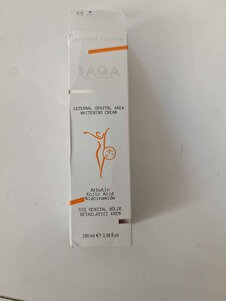 BAGA
EXTERNAL GENITAL AREA
WHITENING CREAM
Arbutin
Kojic Acid
Niacinamide
DIŞ GENİTAL BÖLGE
BEYAZLATICI KREM
100 ml e 3.38 fl.oz